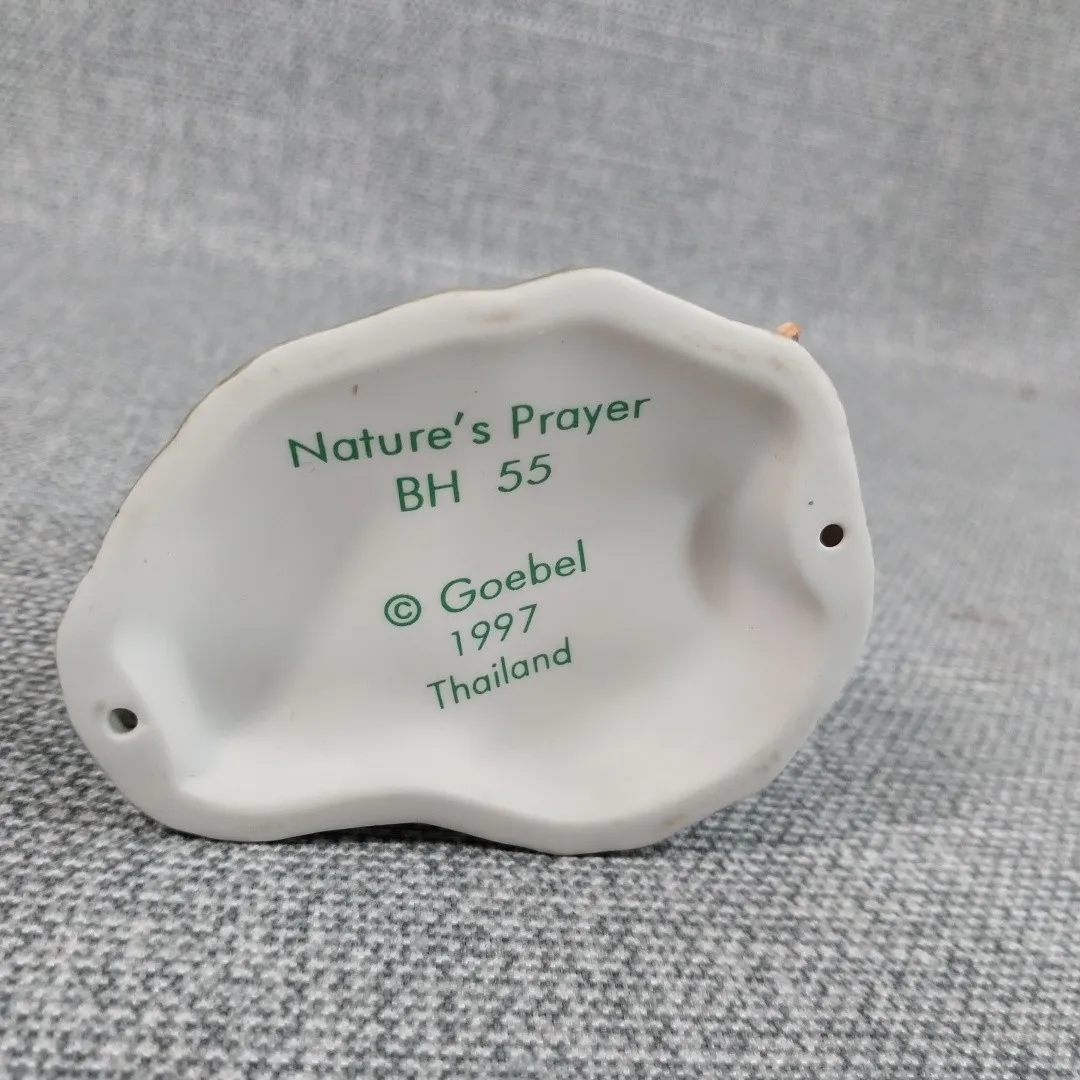 Nature's Prayer
BH 55
© Goebel
1997
Thailand